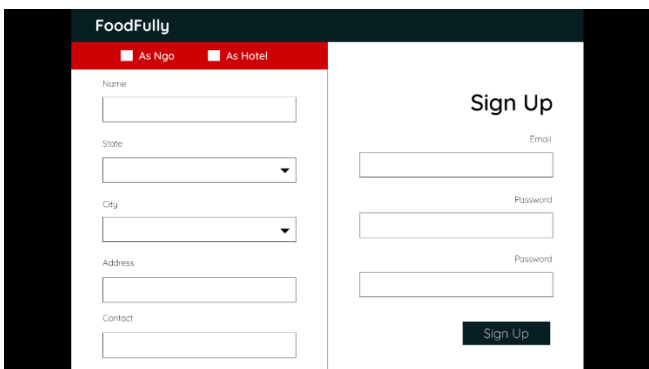 FoodFully
As Ngo
As Hotel
Name
State
City
Address
Contact
Sign Up
Email
Password
Password
Sign Up